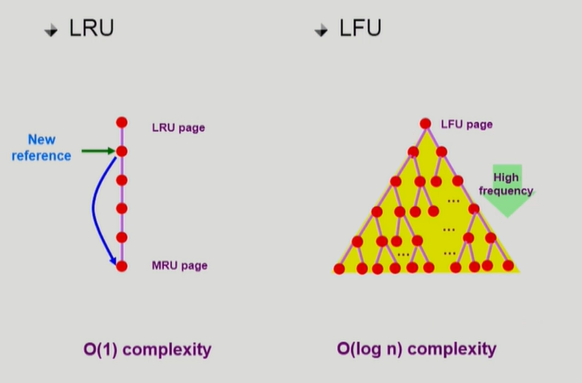 LRU
LFU
LRU page
New
reference
MRU page
O(1) complexity
LFU page
High
frequency
...
...
...
...
O(log n) complexity